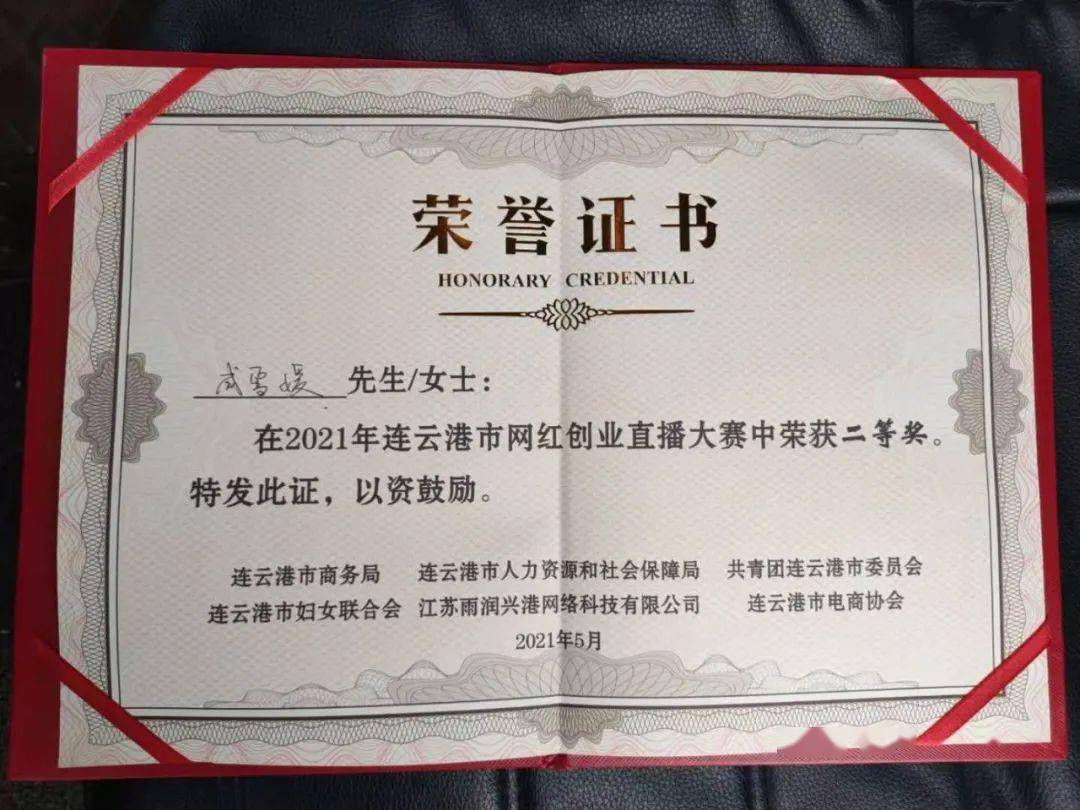 荣誉证书
HONORARY CREDENTIAL
雪媛 先生/女士：
在2021年连云港市网红创业直播大赛中荣获二等奖。
特发此证，以资鼓励。
连云港市商务局 连云港市人力资源和社会保障局 共青团连云港市委员会
连云港市妇女联合会 江苏雨润兴港网络科技有限公司 连云港市电商协会
2021年5月